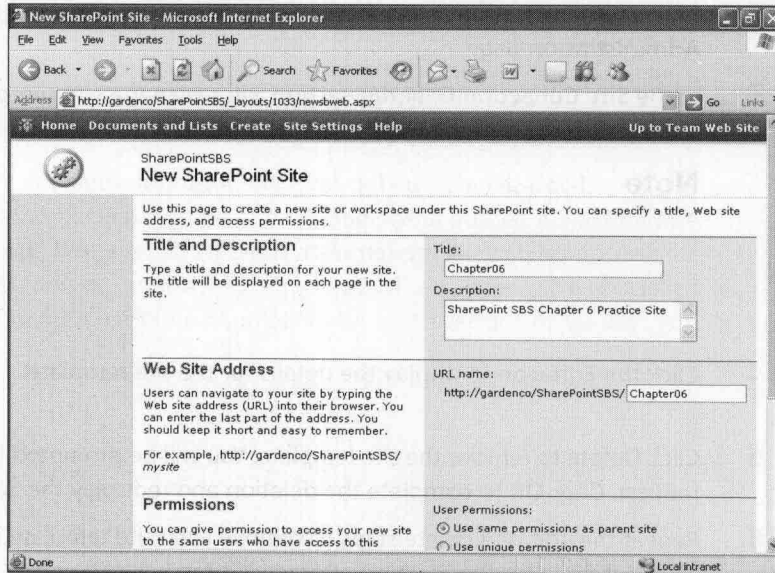 New SharePoint Site - Microsoft Internet Explorer
File Edit View Favorites Tools Help
Back Search Favorites
Address http://gardenco/SharePointSBS/_layouts/1033/newsbweb.aspx Go Links
Home Documents and Lists Create Site Settings Help Up to Team Web Site
SharePointSBS
New SharePoint Site
Use this page to create a new site or workspace under this SharePoint site. You can specify a title, Web site
address, and access permissions.
Title and Description
Type a title and description for your new site.
The title will be displayed on each page in the
site.
Title:
Chapter06
Description:
SharePoint SBS Chapter 6 Practice Site
Web Site Address
Users can navigate to your site by typing the
Web site address (URL) into their browser. You
can enter the last part of the address. You
should keep it short and easy to remember.
For example, http://gardenco/SharePointSBS/
mysite
URL name:
http://gardenco/SharePointSBS/ Chapter06
Permissions
You can give permission to access your new site
to the same users who have access to this
User Permissions:
Use same permissions as parent site
Use unique permissions
Done Local intranet